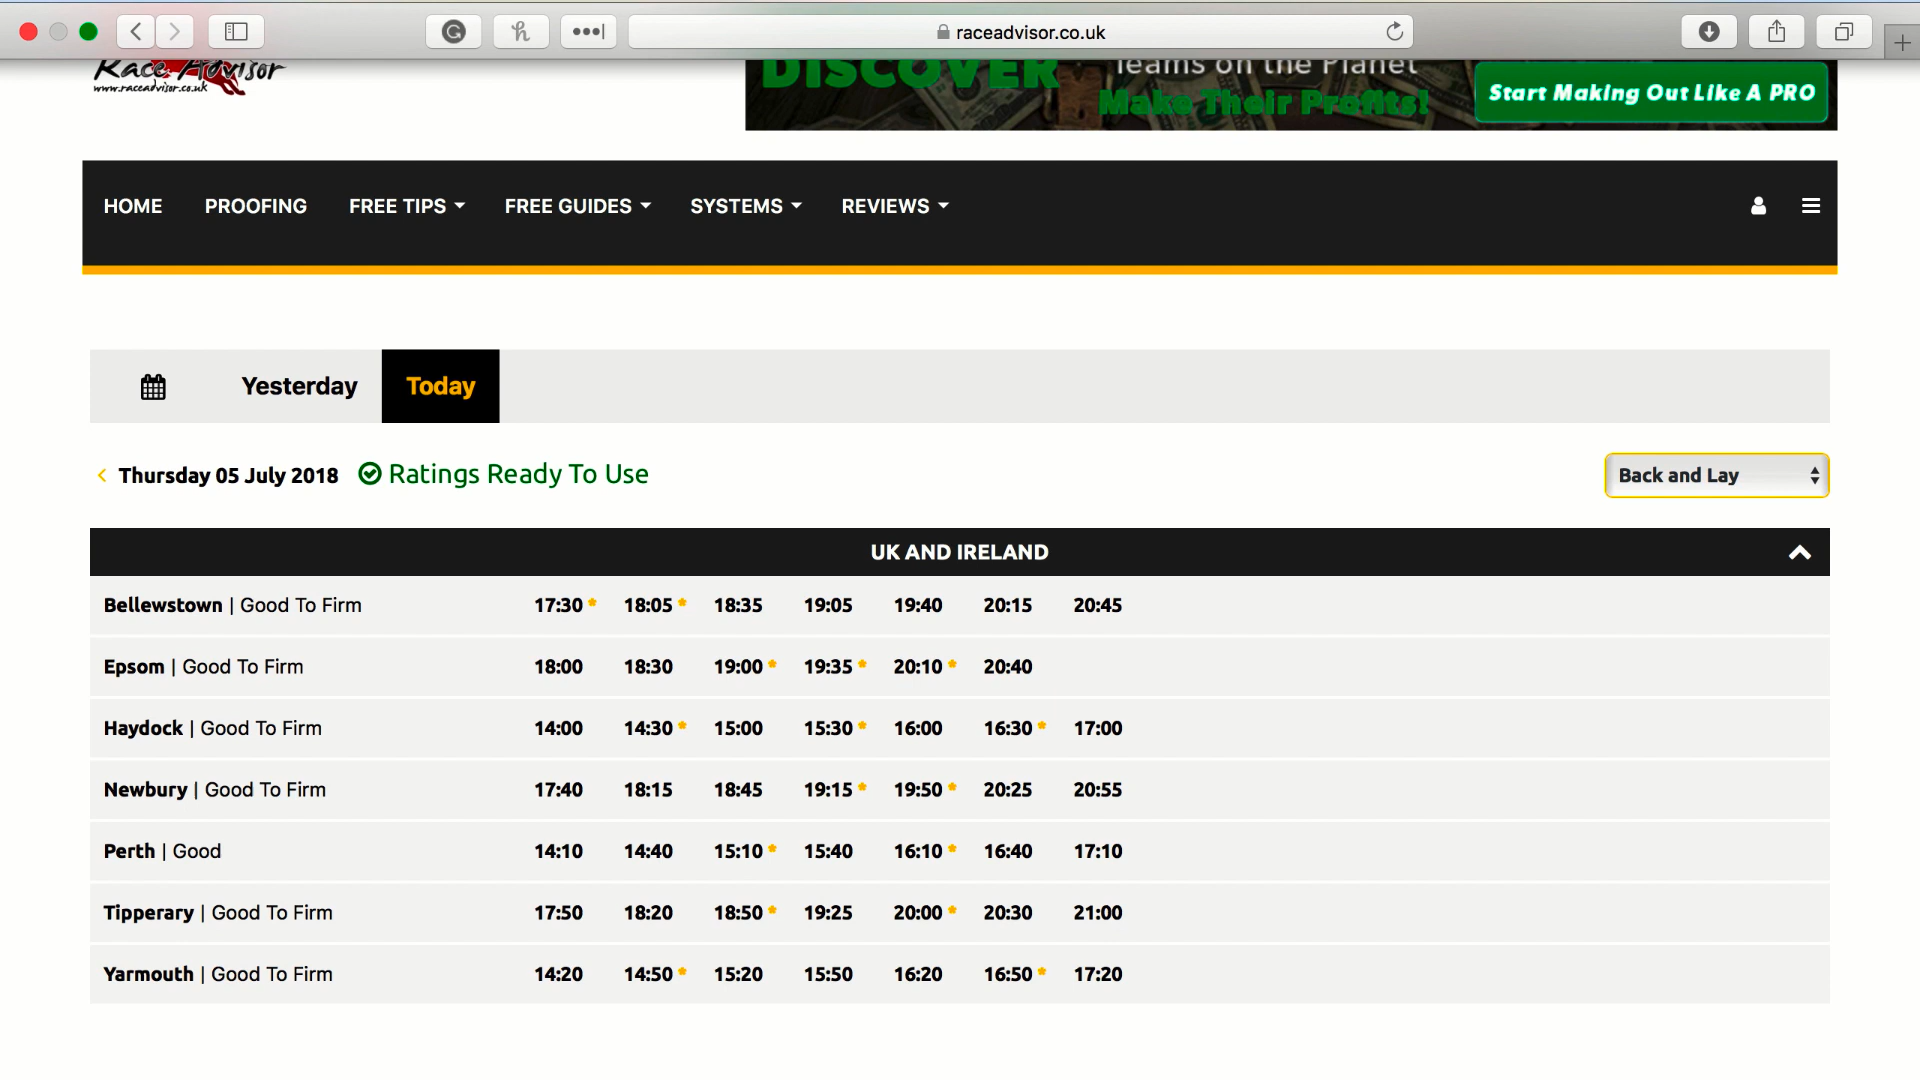 raceadvisor.co.uk
Race Advisor
www.raceadvisor.co.uk
DISCOVER
Teams on the Planet
Make Their Profits!
Start Making Out Like A PRO
HOME PROOFING FREE TIPS FREE GUIDES SYSTEMS REVIEWS
Yesterday Today
Thursday 05 July 2018 Ratings Ready To Use Back and Lay
UK AND IRELAND
Bellewstown | Good To Firm 17:30 * 18:05 * 18:35 19:05 19:40 20:15 20:45
Epsom | Good To Firm 18:00 18:30 19:00 * 19:35 * 20:10 * 20:40
Haydock | Good To Firm 14:00 14:30 * 15:00 15:30 * 16:00 16:30 * 17:00
Newbury | Good To Firm 17:40 18:15 18:45 19:15 * 19:50 * 20:25 20:55
Perth | Good 14:10 14:40 15:10 * 15:40 16:10 * 16:40 17:10
Tipperary | Good To Firm 17:50 18:20 18:50 * 19:25 20:00 * 20:30 21:00
Yarmouth | Good To Firm 14:20 14:50 * 15:20 15:50 16:20 16:50 * 17:20